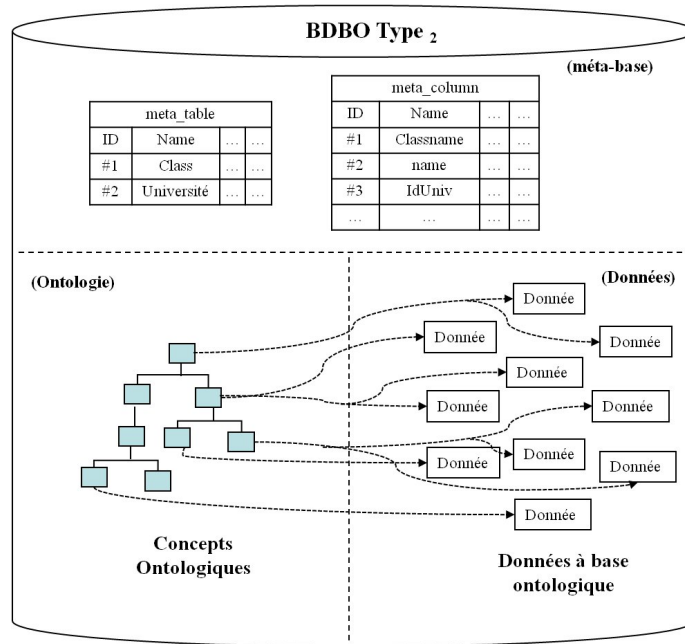 BDBO Type 2
(méta-base)
meta_table
ID Name ... ...
#1 Class ... ...
#2 Université ... ...
meta_column
ID Name ... ...
#1 Classname ... ...
#2 name ... ...
#3 IdUniv ... ...
... ... ... ...
(Ontologie)
(Données)
Donnée
Donnée
Donnée
Donnée
Donnée
Donnée
Donnée
Donnée
Donnée
Donnée
Concepts
Ontologiques
Données à base
ontologique